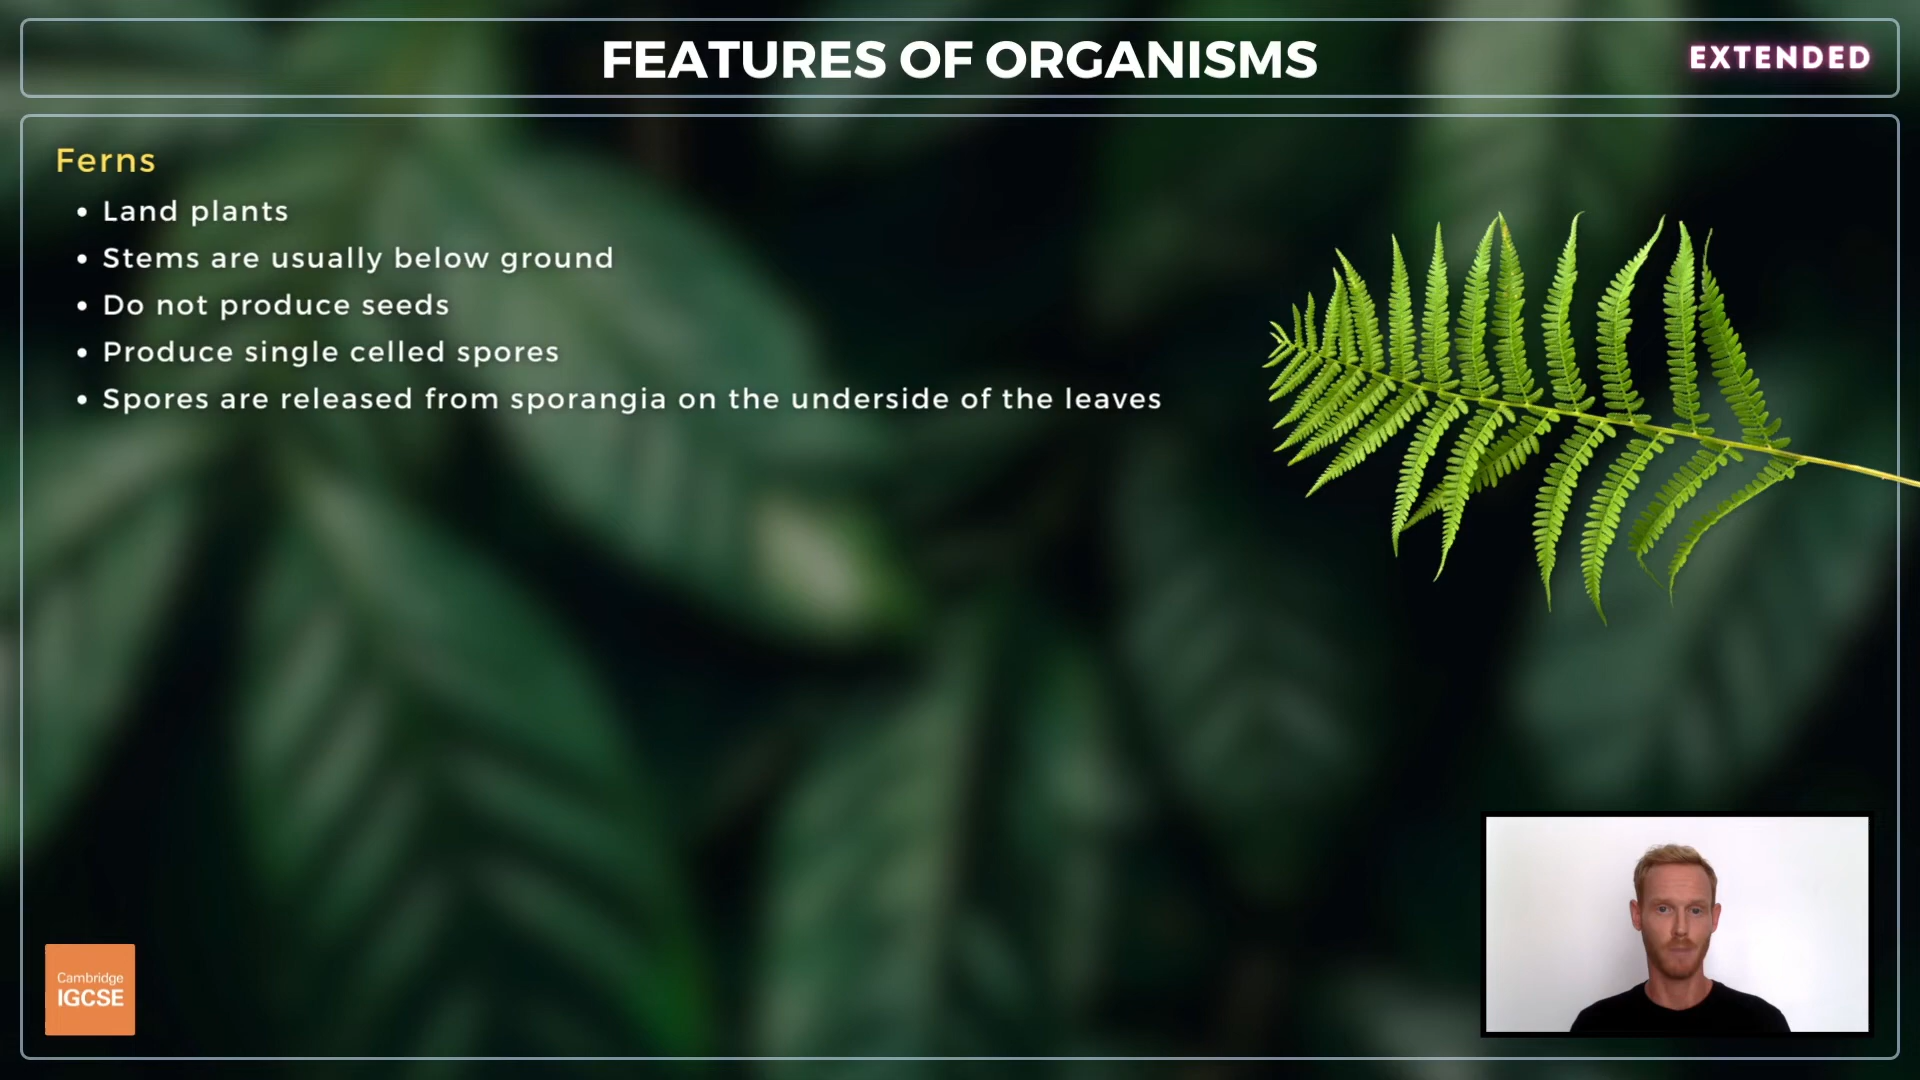 FEATURES OF ORGANISMS
EXTENDED
Ferns
• Land plants
• Stems are usually below ground
• Do not produce seeds
• Produce single celled spores
• Spores are released from sporangia on the underside of the leaves
Cambridge
IGCSE